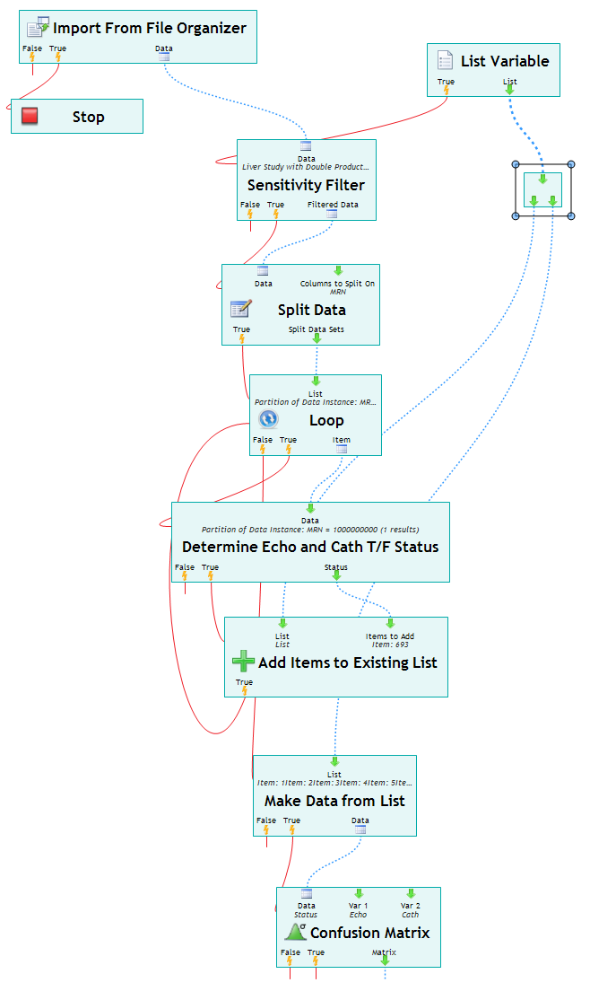 Import From File Organizer
False True Data
List Variable
True List
Stop
Data
Liver Study with Double Product...
Sensitivity Filter
False True Filtered Data
Data Columns to Split On
MRN
Split Data
True Split Data Sets
List
Partition of Data Instance: MR...
Loop
False True Item
Data
Partition of Data Instance: MRN = 1000000000 (1 results)
Determine Echo and Cath T/F Status
False True Status
List Items to Add
List Item: 693
Add Items to Existing List
True
List
Item: 1Item: 2Item: 3Item: 4Item: 5Ite...
Make Data from List
False True Data
Data Var 1 Var 2
Status Echo Cath
Confusion Matrix
False True Matrix